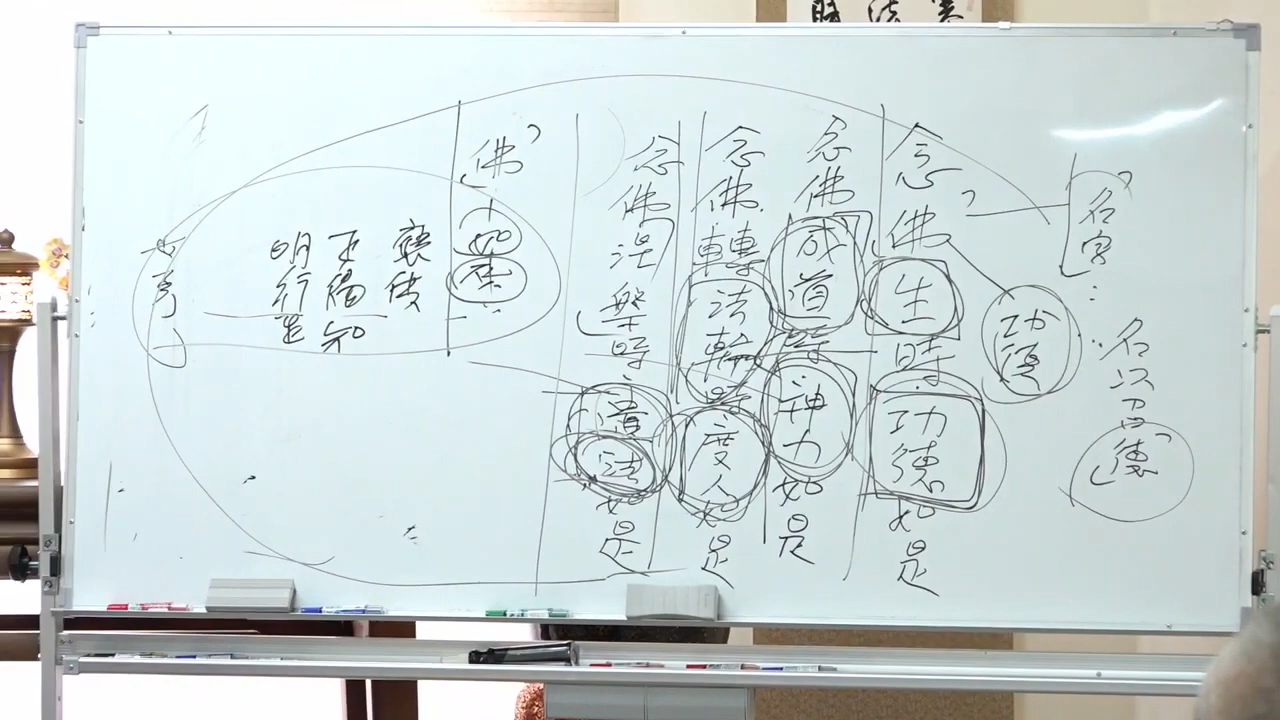 「名字」
名以召德
功德
念「佛」生時功德如是
念佛成道時神力如是
念佛轉法輪時度人如是
念佛涅槃時遺法如是
「佛」十如來
應供
正徧知
明行足